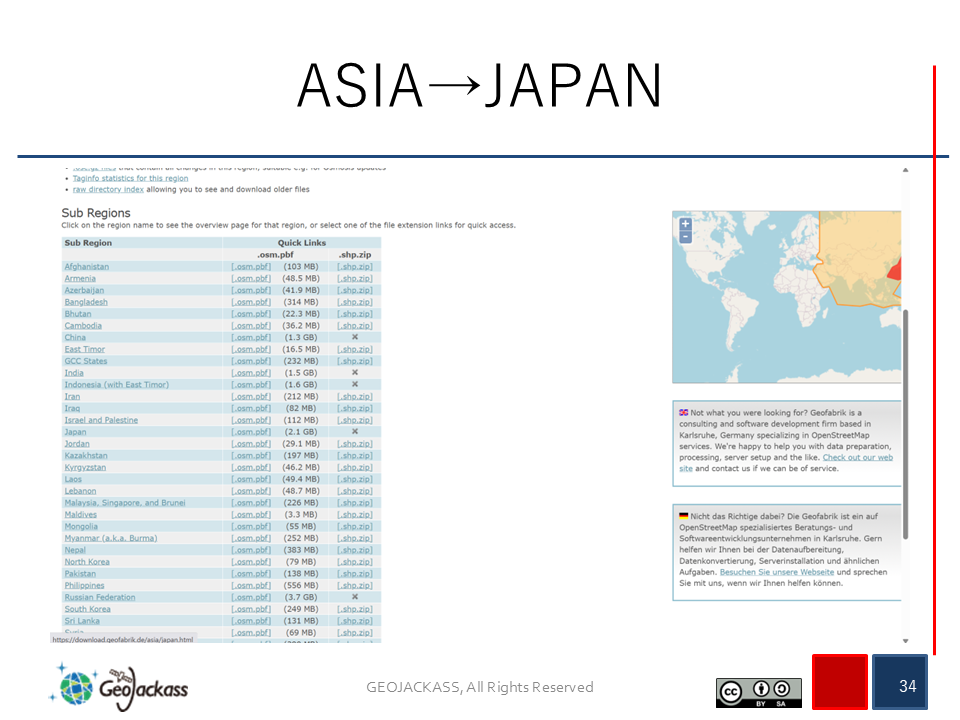 ASIA→JAPAN
.osc.gz files that contain all changes in this region, suitable e.g. for Osmosis updates
Taginfo statistics for this region
raw directory index allowing you to see and download older files
Sub Regions
Click on the region name to see the overview page for that region, or select one of the file extension links for quick access.
Sub Region Quick Links
.osm.pbf .shp.zip
Afghanistan [.osm.pbf] (103 MB) [.shp.zip]
Armenia [.osm.pbf] (48.5 MB) [.shp.zip]
Azerbaijan [.osm.pbf] (41.9 MB) [.shp.zip]
Bangladesh [.osm.pbf] (314 MB) [.shp.zip]
Bhutan [.osm.pbf] (22.3 MB) [.shp.zip]
Cambodia [.osm.pbf] (36.2 MB) [.shp.zip]
China [.osm.pbf] (1.3 GB) ✖
East Timor [.osm.pbf] (16.5 MB) [.shp.zip]
GCC States [.osm.pbf] (232 MB) [.shp.zip]
India [.osm.pbf] (1.5 GB) ✖
Indonesia (with East Timor) [.osm.pbf] (1.6 GB) ✖
Iran [.osm.pbf] (212 MB) [.shp.zip]
Iraq [.osm.pbf] (82 MB) [.shp.zip]
Israel and Palestine [.osm.pbf] (112 MB) [.shp.zip]
Japan [.osm.pbf] (2.1 GB) ✖
Jordan [.osm.pbf] (29.1 MB) [.shp.zip]
Kazakhstan [.osm.pbf] (197 MB) [.shp.zip]
Kyrgyzstan [.osm.pbf] (46.2 MB) [.shp.zip]
Laos [.osm.pbf] (49.4 MB) [.shp.zip]
Lebanon [.osm.pbf] (48.7 MB) [.shp.zip]
Malaysia, Singapore, and Brunei [.osm.pbf] (226 MB) [.shp.zip]
Maldives [.osm.pbf] (3.3 MB) [.shp.zip]
Mongolia [.osm.pbf] (55 MB) [.shp.zip]
Myanmar (a.k.a. Burma) [.osm.pbf] (252 MB) [.shp.zip]
Nepal [.osm.pbf] (383 MB) [.shp.zip]
North Korea [.osm.pbf] (79 MB) [.shp.zip]
Pakistan [.osm.pbf] (138 MB) [.shp.zip]
Philippines [.osm.pbf] (556 MB) [.shp.zip]
Russian Federation [.osm.pbf] (3.7 GB) ✖
South Korea [.osm.pbf] (249 MB) [.shp.zip]
Sri Lanka [.osm.pbf] (131 MB) [.shp.zip]
Syria [.osm.pbf] (69 MB) [.shp.zip]
https://download.geofabrik.de/asia/japan.html
+
-
Not what you were looking for? Geofabrik is a
consulting and software development firm based in
Karlsruhe, Germany specializing in OpenStreetMap
services. We're happy to help you with data preparation,
processing, server setup and the like. Check out our web
site and contact us if we can be of service.
Nicht das Richtige dabei? Die Geofabrik ist ein auf
OpenStreetMap spezialisiertes Beratungs- und
Softwareentwicklungsunternehmen in Karlsruhe. Gern
helfen wir Ihnen bei der Datenaufbereitung,
Datenkonvertierung, Serverinstallation und ähnlichen
Aufgaben. Besuchen Sie unsere Webseite und sprechen
Sie mit uns, wenn wir Ihnen helfen können.
GeoJackass
GEOJACKASS, All Rights Reserved
cc BY SA
34